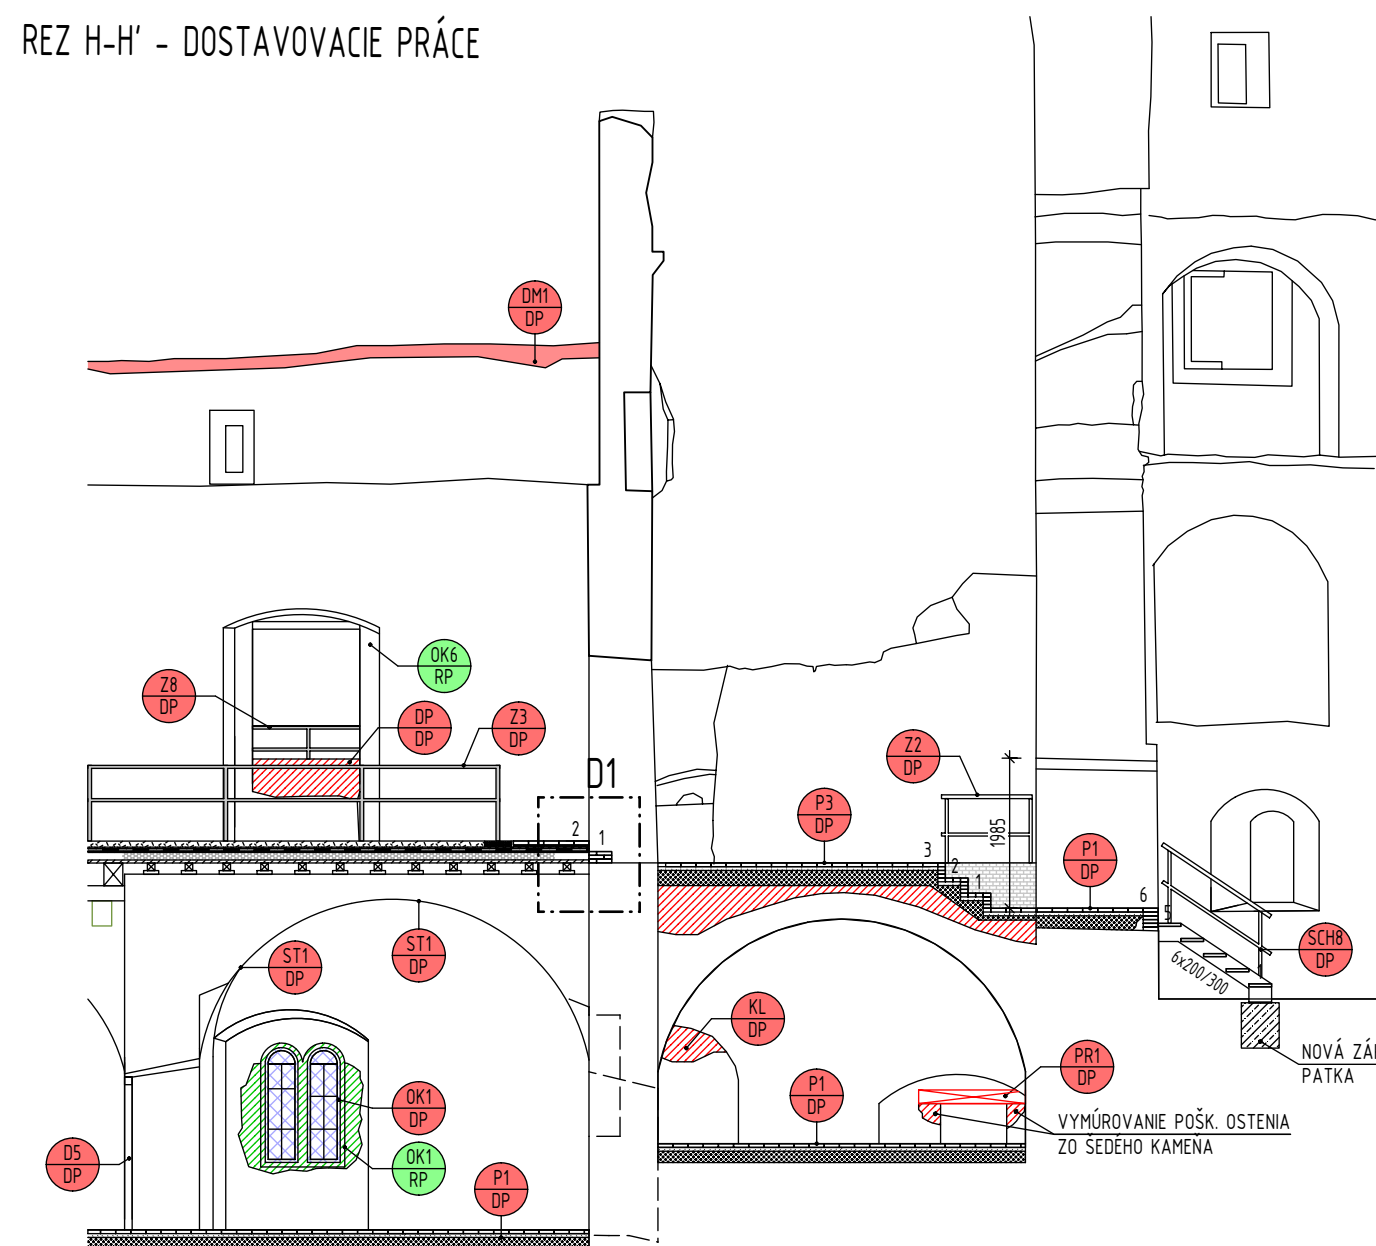 REZ H-H' - DOSTAVOVACIE PRÁCE
DM1
DP
OK6
RP
Z8
DP
DP
DP
Z3
DP
D1
2
1
Z2
DP
P3
DP
1985
3
2
1
P1
DP
6
5
6x200/300
SCH8
DP
ST1
DP
ST1
DP
KL
DP
P1
DP
PR1
DP
NOVÁ
PATKA
VYMÚROVANIE POŠK. OSTENIA
ZO ŠEDÉHO KAMEŇA
OK1
DP
OK1
RP
D5
DP
P1
DP